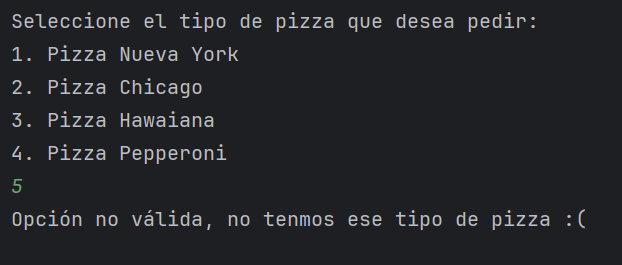 Seleccione el tipo de pizza que desea pedir:
1. Pizza Nueva York
2. Pizza Chicago
3. Pizza Hawaiana
4. Pizza Pepperoni
5
Opción no válida, no tenmos ese tipo de pizza :(